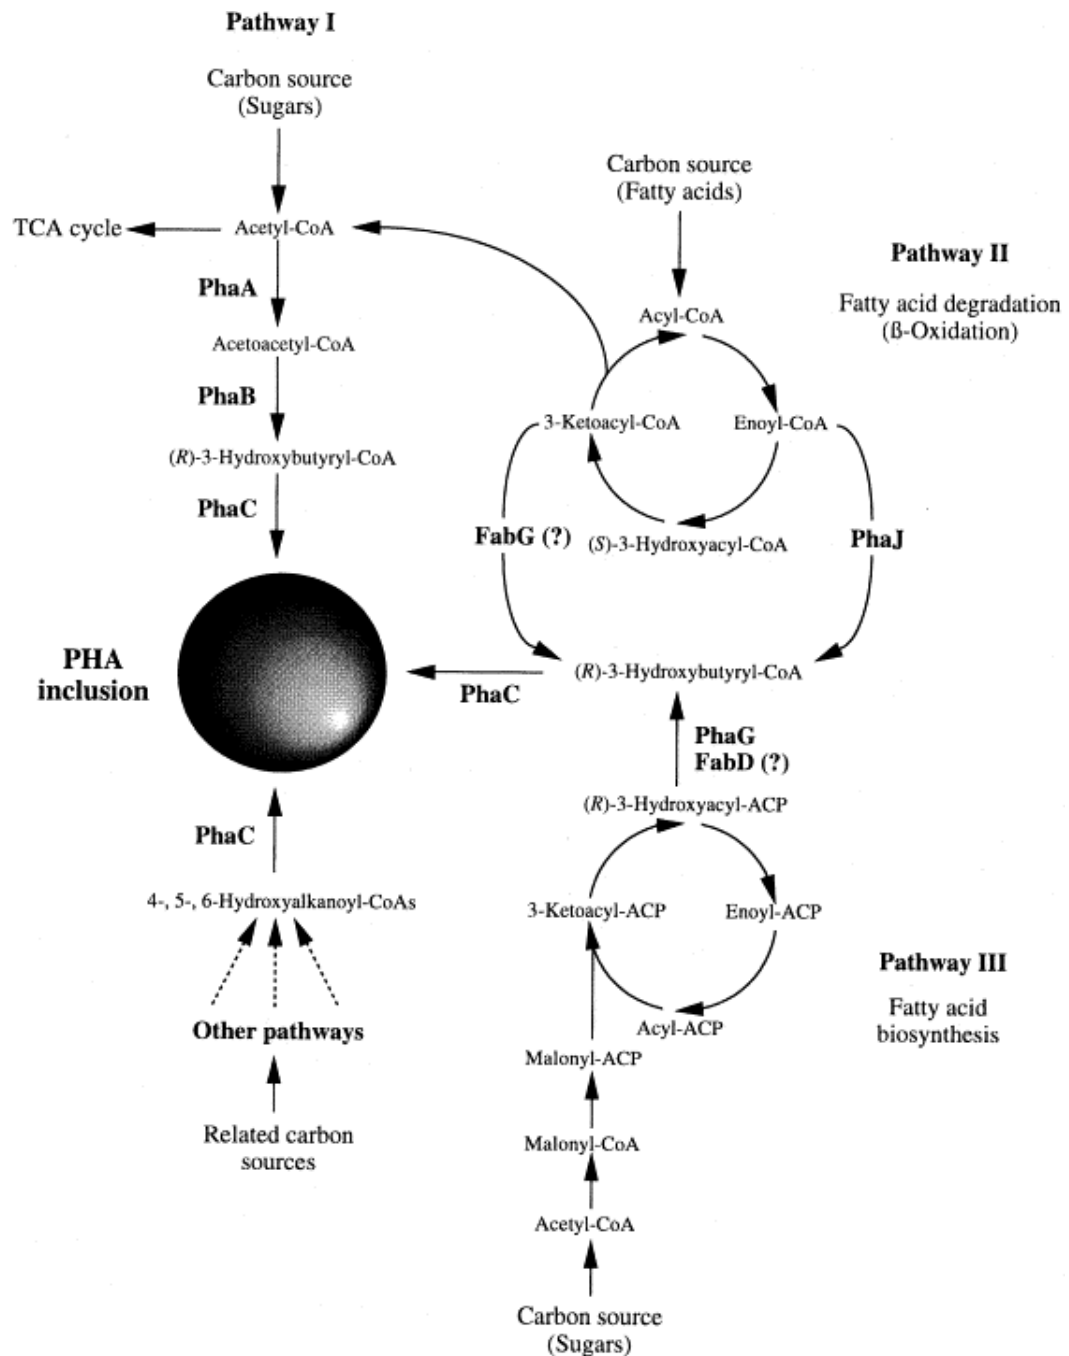 Pathway I
Carbon source
(Sugars)
TCA cycle
Acetyl-CoA
PhaA
Acetoacetyl-CoA
PhaB
(R)-3-Hydroxybutyryl-CoA
PhaC
PHA
inclusion
Carbon source
(Fatty acids)
Pathway II
Fatty acid degradation
(ß-Oxidation)
Acyl-CoA
3-Ketoacyl-CoA
Enoyl-CoA
FabG (?)
(S)-3-Hydroxyacyl-CoA
PhaJ
(R)-3-Hydroxybutyryl-CoA
PhaC
PhaG
FabD (?)
(R)-3-Hydroxyacyl-ACP
3-Ketoacyl-ACP
Enoyl-ACP
Acyl-ACP
Pathway III
Fatty acid
biosynthesis
Malonyl-ACP
Malonyl-CoA
Acetyl-CoA
Carbon source
(Sugars)
PhaC
4-, 5-, 6-Hydroxyalkanoyl-CoAs
Other pathways
Related carbon
sources